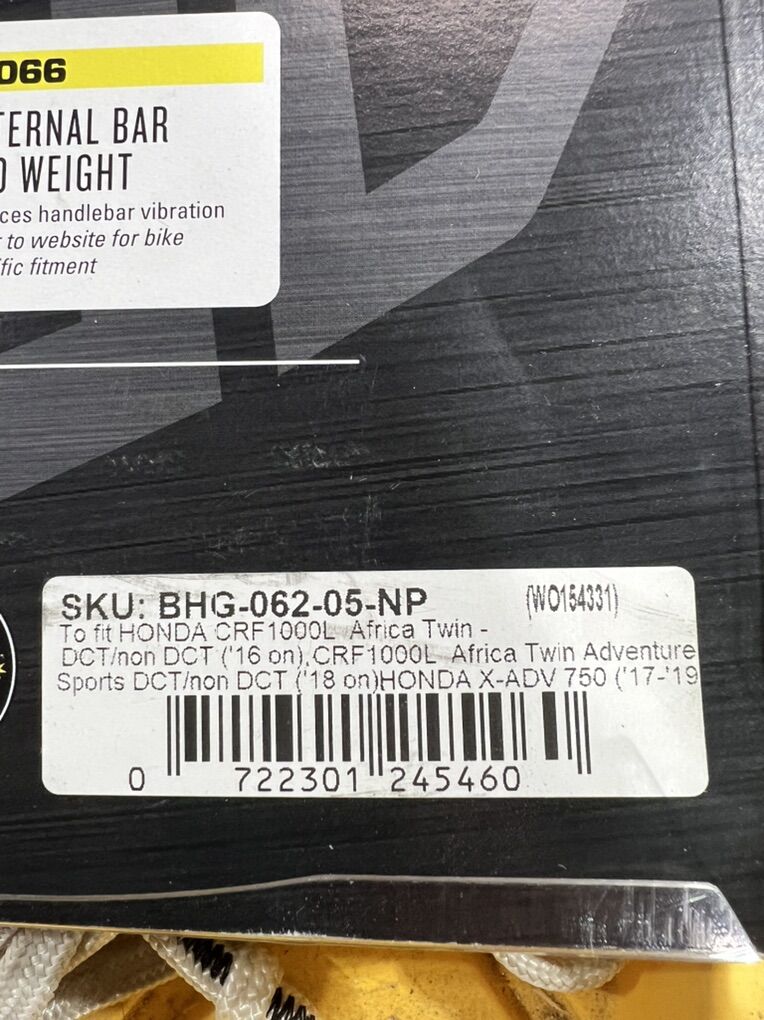 066
TERNAL BAR
D WEIGHT
ces handlebar vibration
r to website for bike
fic fitment
SKU: BHG-062-05-NP (WO154331)
To fit HONDA CRF1000L Africa Twin -
DCT/non DCT ('16 on),CRF1000L Africa Twin Adventure
Sports DCT/non DCT ('18 on)HONDA X-ADV 750 ('17-'19
0 722301 245460